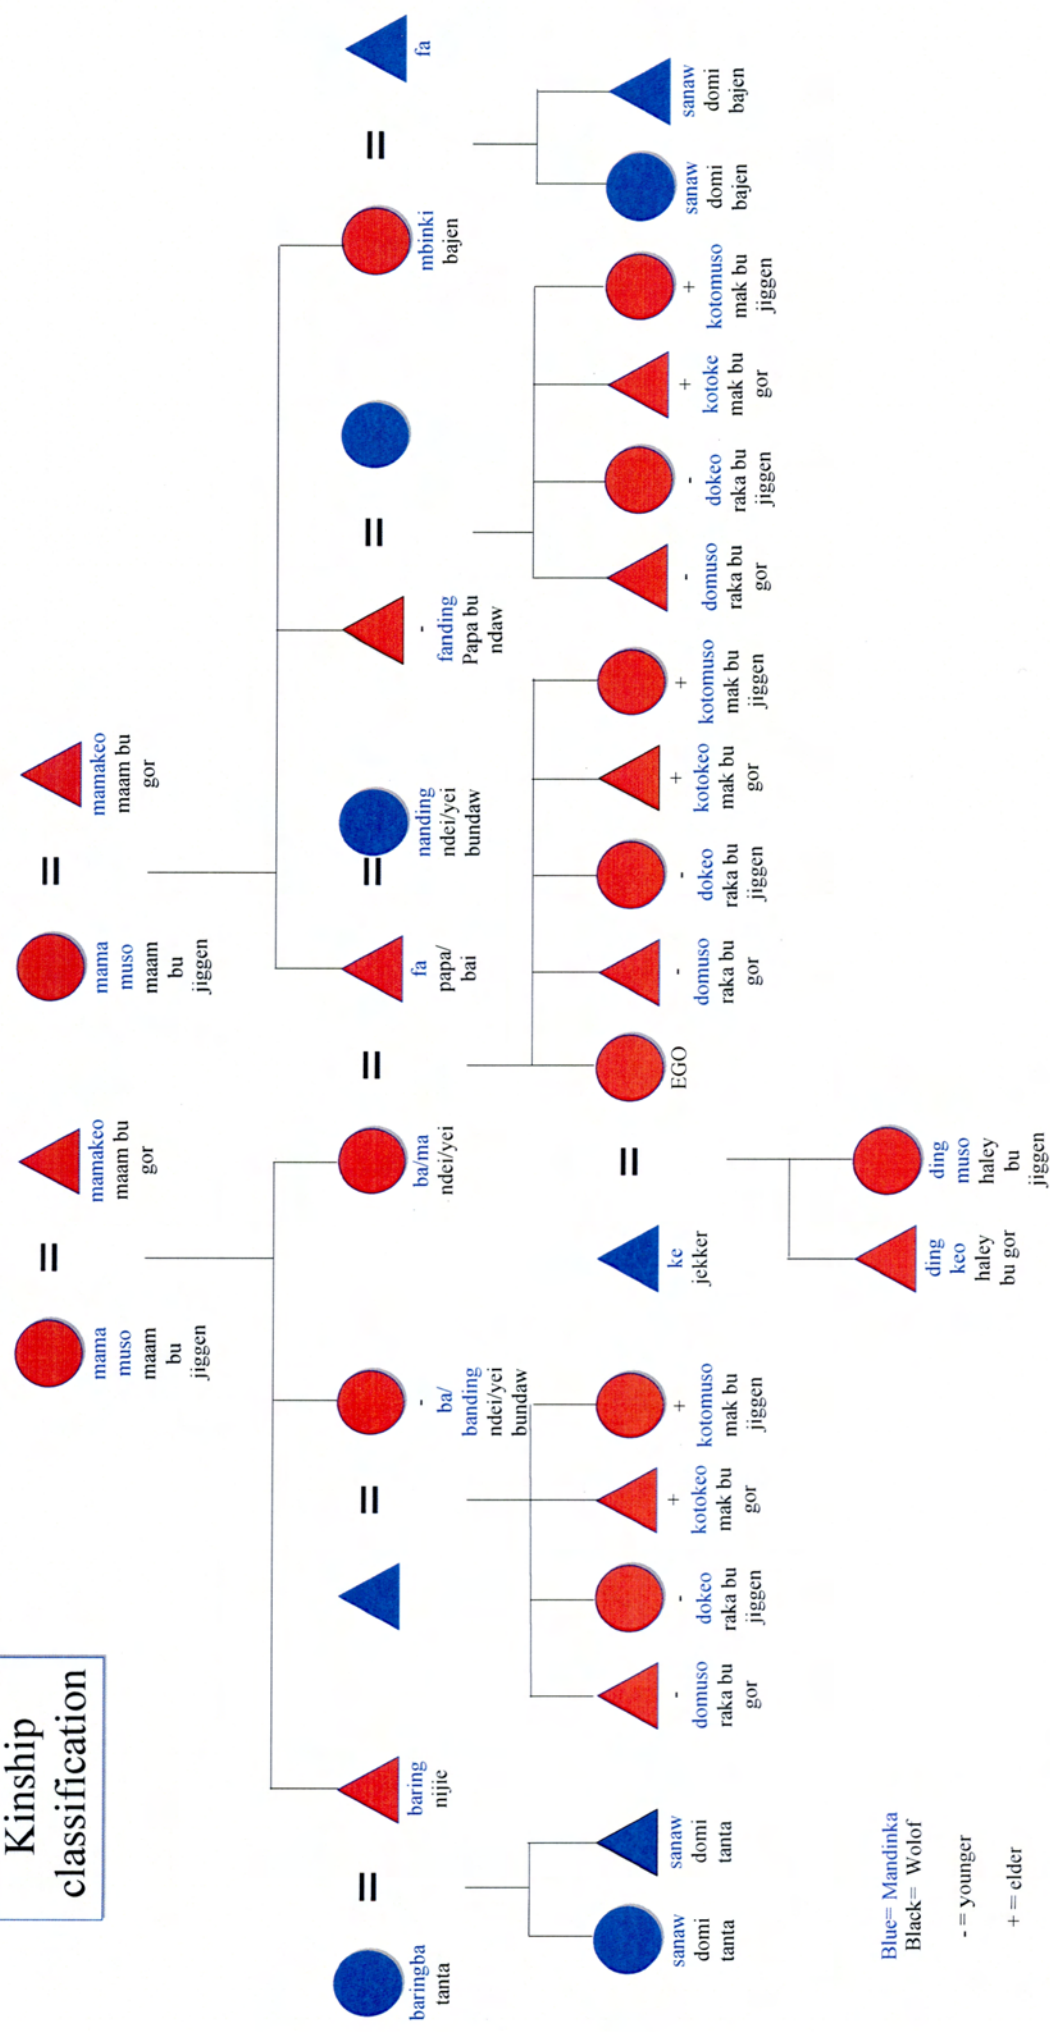 Kinship
classification
mama
muso
maam
bu
jiggen
=
mamakeo
maam bu
gor
mama
muso
maam
bu
jiggen
=
mamakeo
maam bu
gor
baringba
tanta
=
baring
nijie
=
-
ba/
banding
ndei/yei
bundaw
ba/ma
ndei/yei
=
fa
papa/
bai
=
nanding
ndei/yei
bundaw
-
fanding
Papa bu
ndaw
=
mbinki
bajen
=
fa
sanaw
domi
tanta
sanaw
domi
tanta
-
domuso
raka bu
gor
-
dokeo
raka bu
jiggen
+
kotokeo
mak bu
gor
+
kotomuso
mak bu
jiggen
ke
jekker
=
EGO
-
domuso
raka bu
gor
-
dokeo
raka bu
jiggen
+
kotokeo
mak bu
gor
+
kotomuso
mak bu
jiggen
-
domuso
raka bu
gor
-
dokeo
raka bu
jiggen
+
kotoke
mak bu
gor
+
kotomuso
mak bu
jiggen
sanaw
domi
bajen
sanaw
domi
bajen
ding
keo
haley
bu gor
ding
muso
haley
bu
jiggen
Blue= Mandinka
Black= Wolof
- = younger
+ = elder